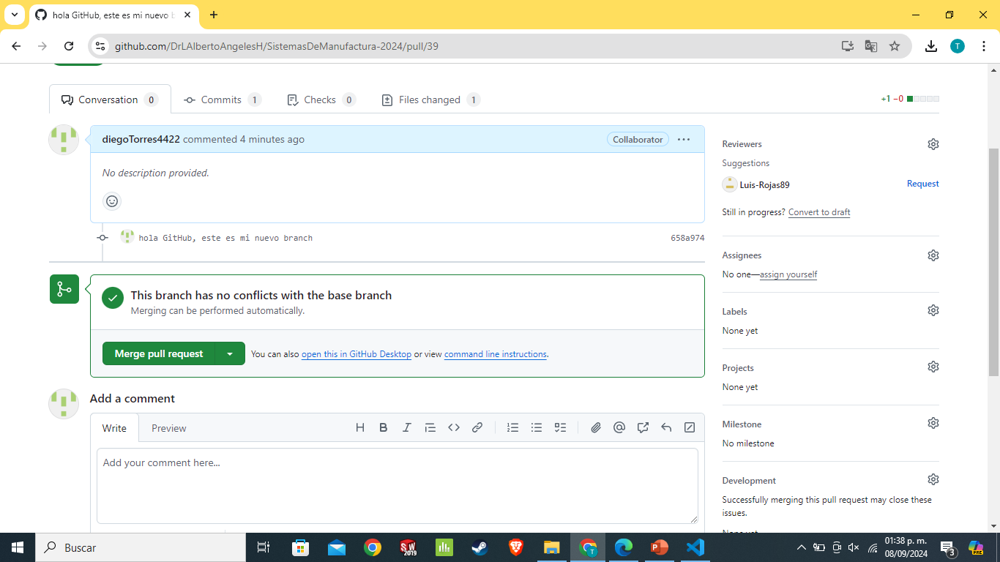 hola GitHub, este es mi nuevo b
github.com/DrLAlbertoAngelesH/SistemasDeManufactura-2024/pull/39
T
Conversation 0
Commits 1
Checks 0
Files changed 1
+1 −0
diegoTorres4422 commented 4 minutes ago
Collaborator
No description provided.
hola GitHub, este es mi nuevo branch
658a974
This branch has no conflicts with the base branch
Merging can be performed automatically.
Merge pull request
You can also open this in GitHub Desktop or view command line instructions.
Add a comment
Write
Preview
Add your comment here...
Reviewers
Suggestions
Luis-Rojas89
Request
Still in progress? Convert to draft
Assignees
No one—assign yourself
Labels
None yet
Projects
None yet
Milestone
No milestone
Development
Successfully merging this pull request may close these
issues.
None yet
Buscar
SW
2019
T
01:38 p. m.
08/09/2024
3
PRE